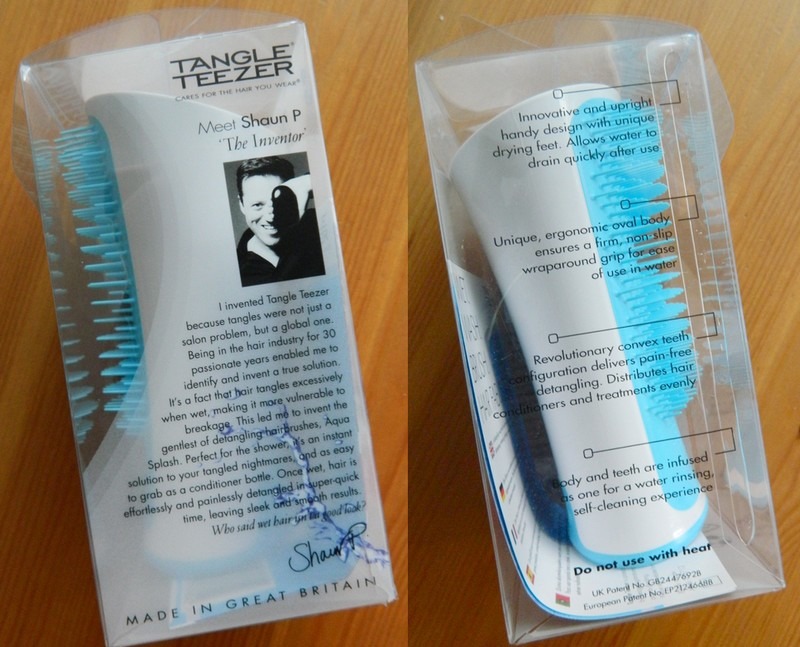 TANGLE
TEEZER
CARES FOR THE HAIR YOU WEAR
Meet Shaun P
'The Inventor'
I invented Tangle Teezer
because tangles were not just a
salon problem, but a global one.
Being in the hair industry for 30
passionate years enabled me to
identify and invent a true solution.
It's a fact that hair tangles excessively
when wet, making it more vulnerable to
breakage. This led me to invent the
gentlest of detangling hairbrushes, Aqua
Splash. Perfect for the shower, it's an instant
solution to your tangled nightmares, and as easy
to grab as a conditioner bottle. Once wet, hair is
effortlessly and painlessly detangled in super-quick
time, leaving sleek and smooth results.
Who said wet hair can't good look?
Shaun P
MADE IN GREAT BRITAIN
Innovative and upright
handy design with unique
drying feet. Allows water to
drain quickly after use
Unique, ergonomic oval body
ensures a firm, non-slip
wraparound grip for ease
of use in water
Revolutionary convex teeth
configuration delivers pain-free
detangling. Distributes hair
conditioners and treatments evenly
Body and teeth are infused
as one for a water rinsing,
self-cleaning experience
Do not use with heat
UK Patent No.GB2447692B
European Patent No.EP2124668B